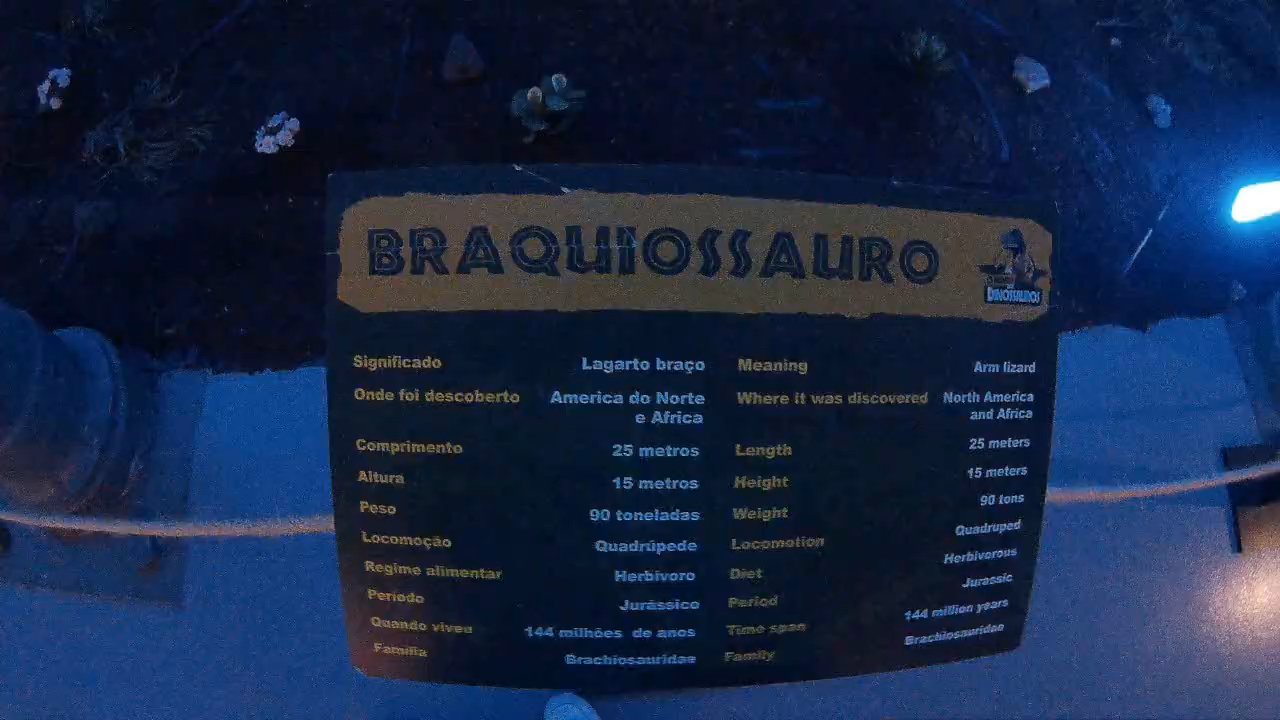 BRAQUIOSSAURO
DINOSSAUROS
Significado Lagarto braço Meaning Arm lizard
Onde foi descoberto America do Norte Where it was discovered North America
e Africa and Africa
Comprimento 25 metros Length 25 meters
Altura 15 metros Height 15 meters
Peso 90 toneladas Weight 90 tons
Locomoção Quadrúpede Locomotion Quadruped
Regime alimentar Herbívoro Diet Herbivorous
Período Jurássico Period Jurassic
Quando viveu 144 milhões de anos Time span 144 million years
Família Brachiosauridae Family Brachiosauridae